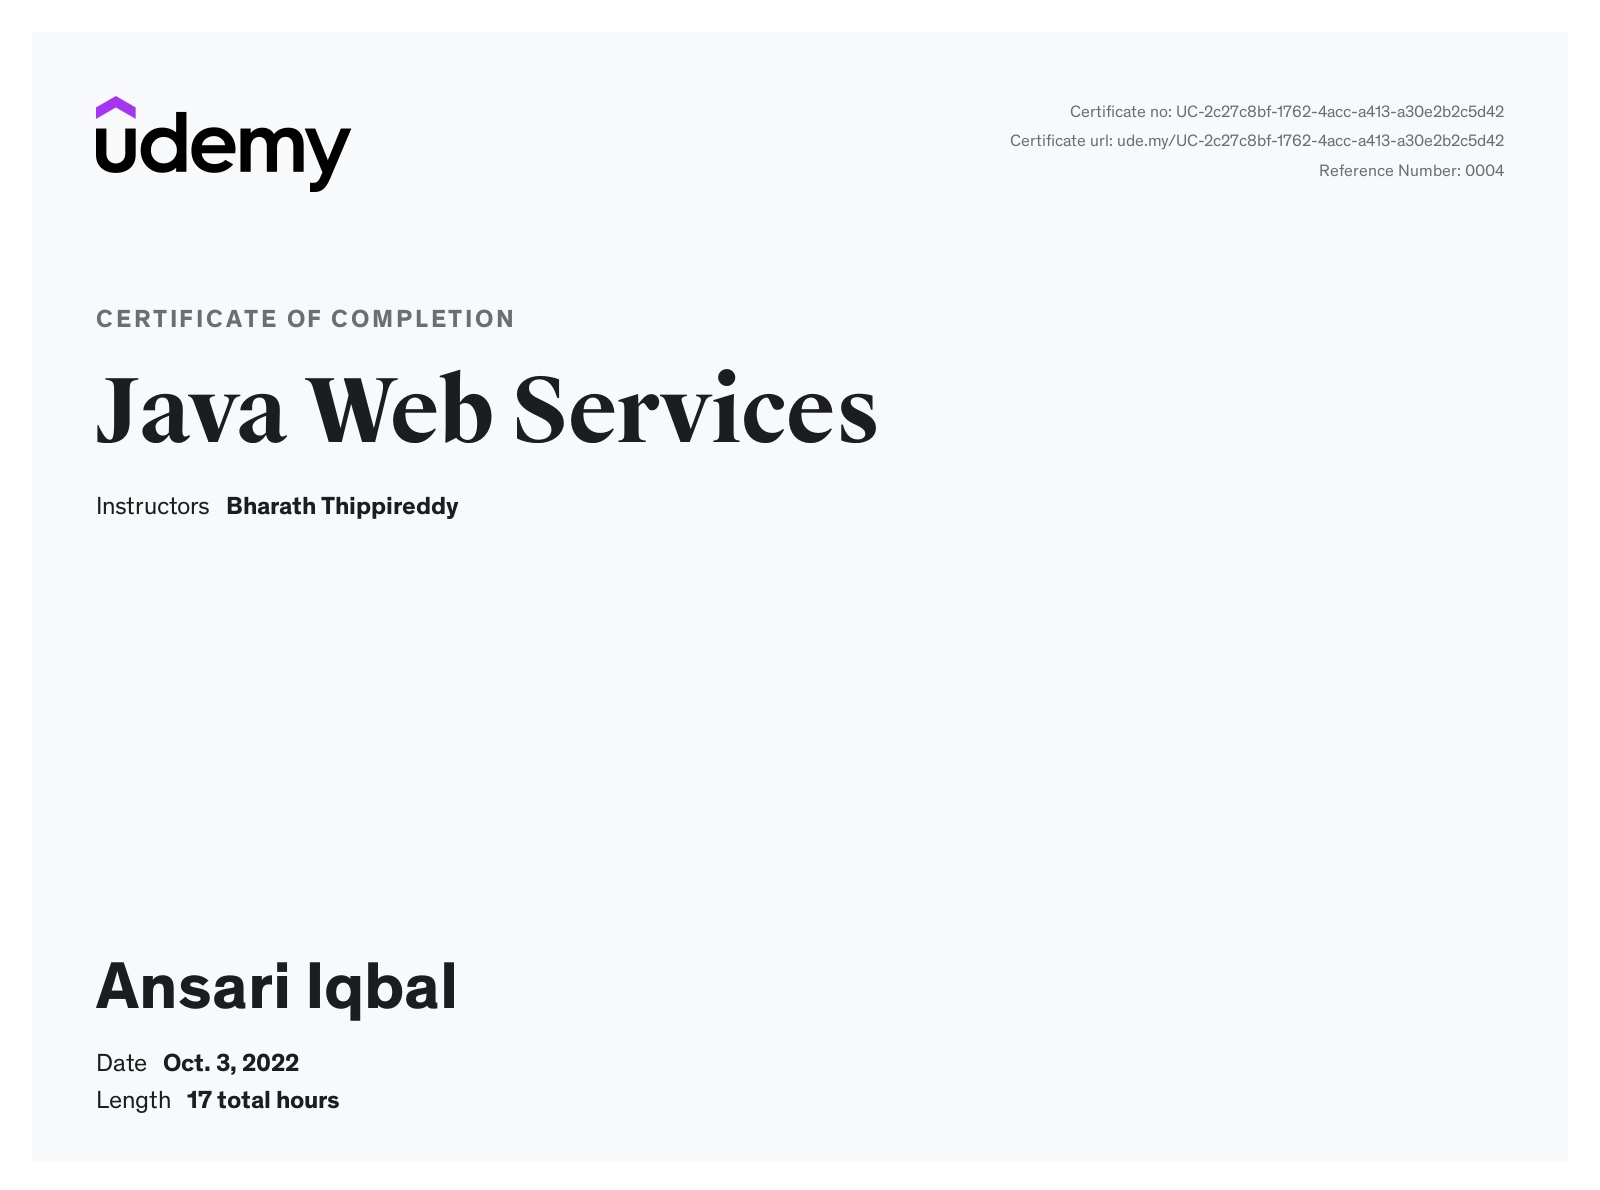 udemy
Certificate no: UC-2c27c8bf-1762-4acc-a413-a30e2b2c5d42
Certificate url: ude.my/UC-2c27c8bf-1762-4acc-a413-a30e2b2c5d42
Reference Number: 0004
CERTIFICATE OF COMPLETION
Java Web Services
Instructors Bharath Thippireddy
Ansari Iqbal
Date Oct. 3, 2022
Length 17 total hours